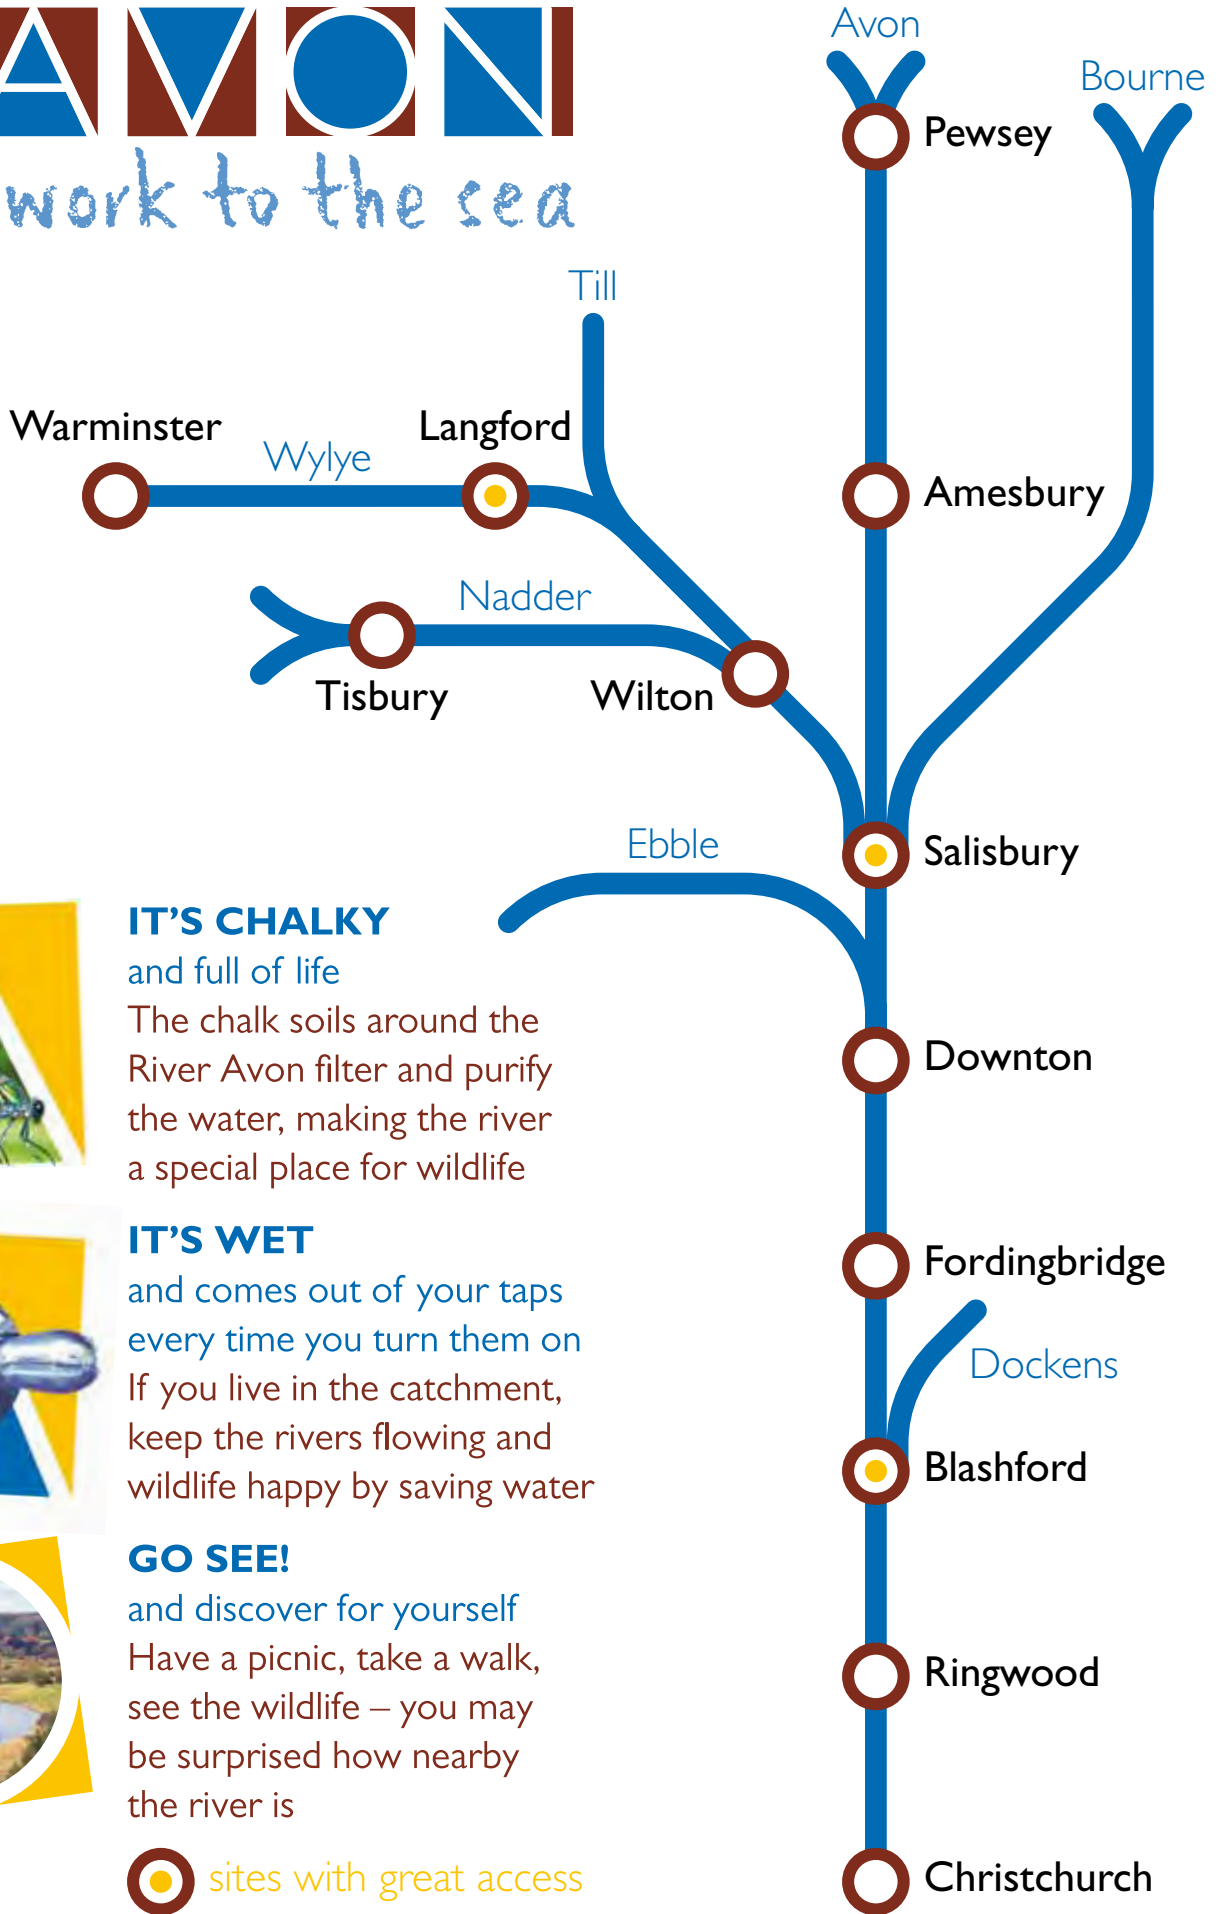 AVON
work to the sea
Avon
Bourne
Pewsey
Till
Warminster
Wylye
Langford
Amesbury
Nadder
Tisbury
Wilton
Ebble
Salisbury
Downton
Fordingbridge
Dockens
Blashford
Ringwood
Christchurch
IT'S CHALKY
and full of life
The chalk soils around the
River Avon filter and purify
the water, making the river
a special place for wildlife
IT'S WET
and comes out of your taps
every time you turn them on
If you live in the catchment,
keep the rivers flowing and
wildlife happy by saving water
GO SEE!
and discover for yourself
Have a picnic, take a walk,
see the wildlife – you may
be surprised how nearby
the river is
sites with great access